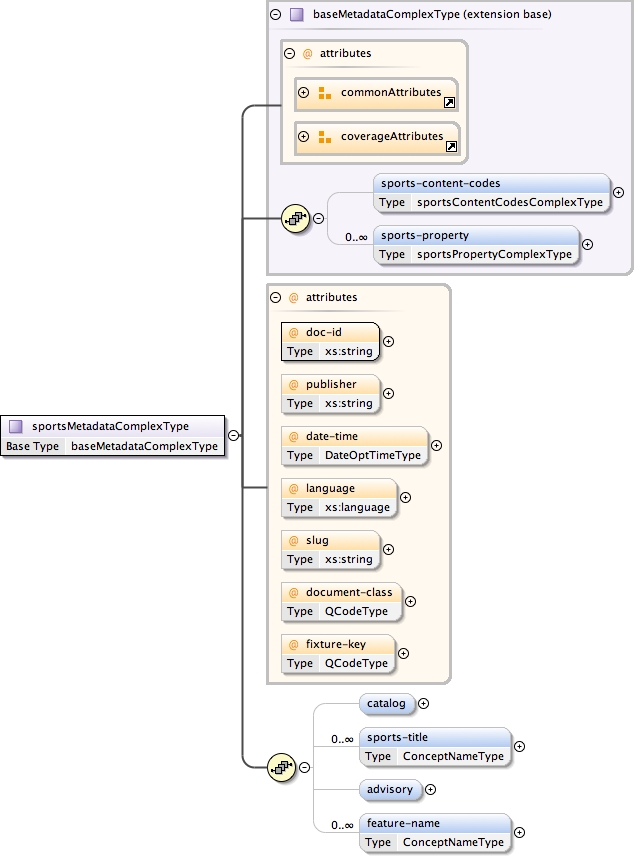 baseMetadataComplexType (extension base)
@ attributes
commonAttributes
coverageAttributes
sports-content-codes
Type sportsContentCodesComplexType
0..∞ sports-property
Type sportsPropertyComplexType
@ attributes
@ doc-id
Type xs:string
@ publisher
Type xs:string
@ date-time
Type DateOptTimeType
sportsMetadataComplexType
Base Type baseMetadataComplexType
@ language
Type xs:language
@ slug
Type xs:string
@ document-class
Type QCodeType
@ fixture-key
Type QCodeType
catalog
0..∞ sports-title
Type ConceptNameType
advisory
0..∞ feature-name
Type ConceptNameType